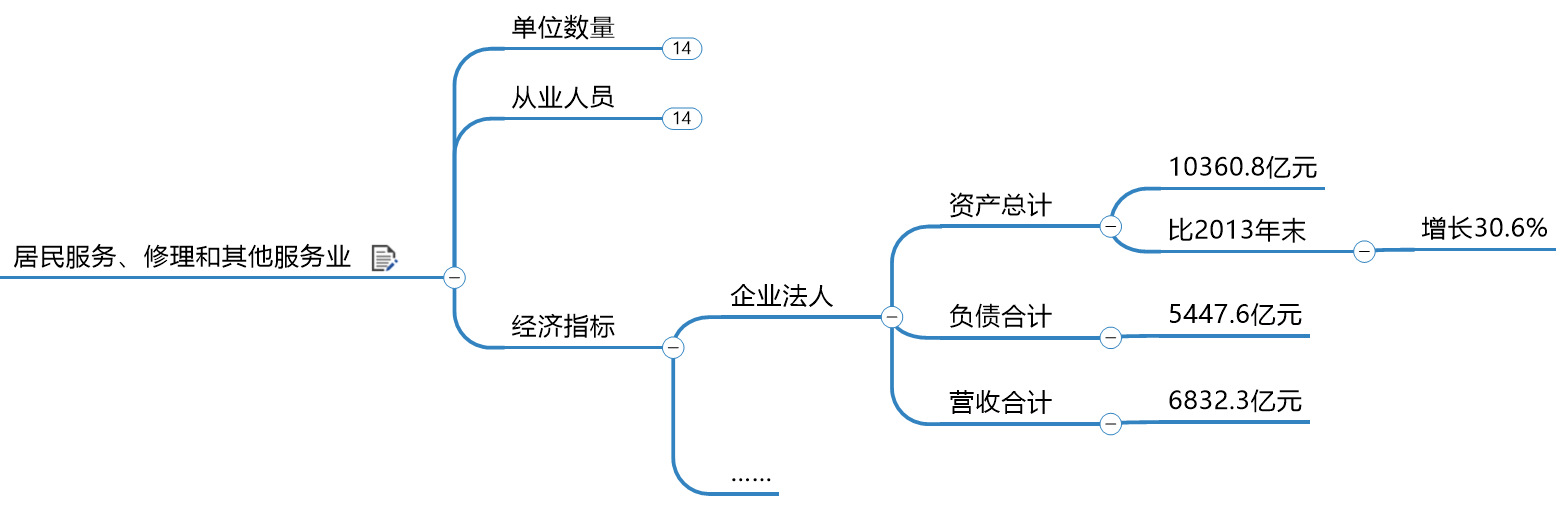 单位数量
14
从业人员
14
居民服务、修理和其他服务业
经济指标
企业法人
资产总计
10360.8亿元
比2013年末
增长30.6%
负债合计
5447.6亿元
营收合计
6832.3亿元
……